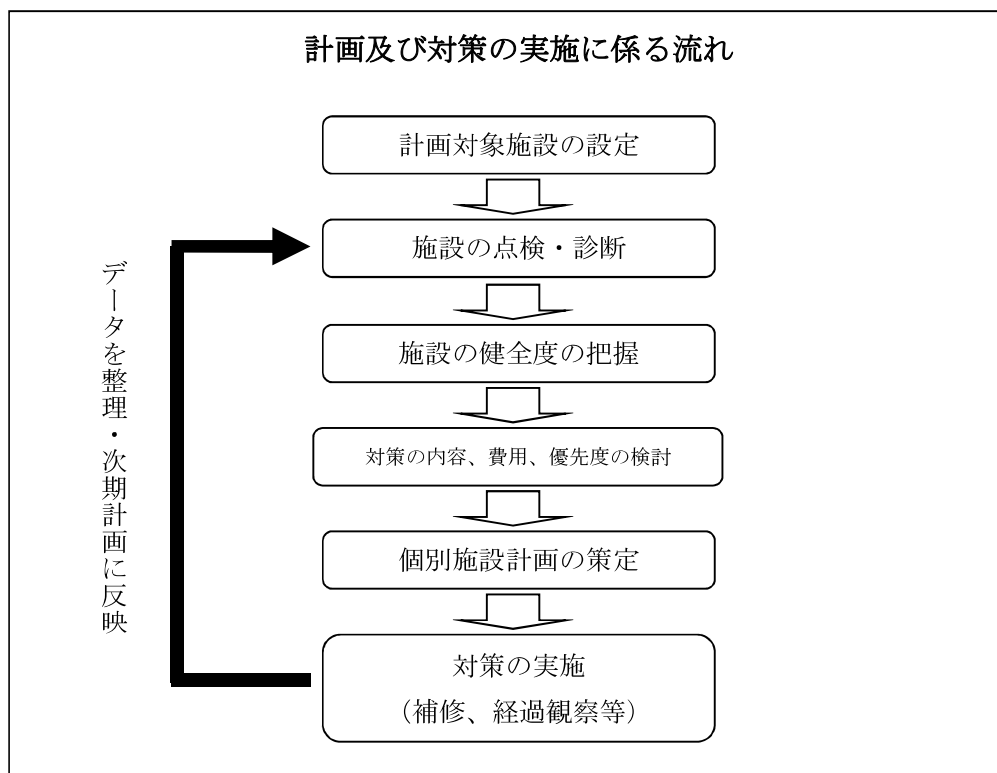 計画及び対策の実施に係る流れ
計画対象施設の設定
施設の点検・診断
施設の健全度の把握
対策の内容、費用、優先度の検討
個別施設計画の策定
対策の実施
（補修、経過観察等）
データを整理・次期計画に反映